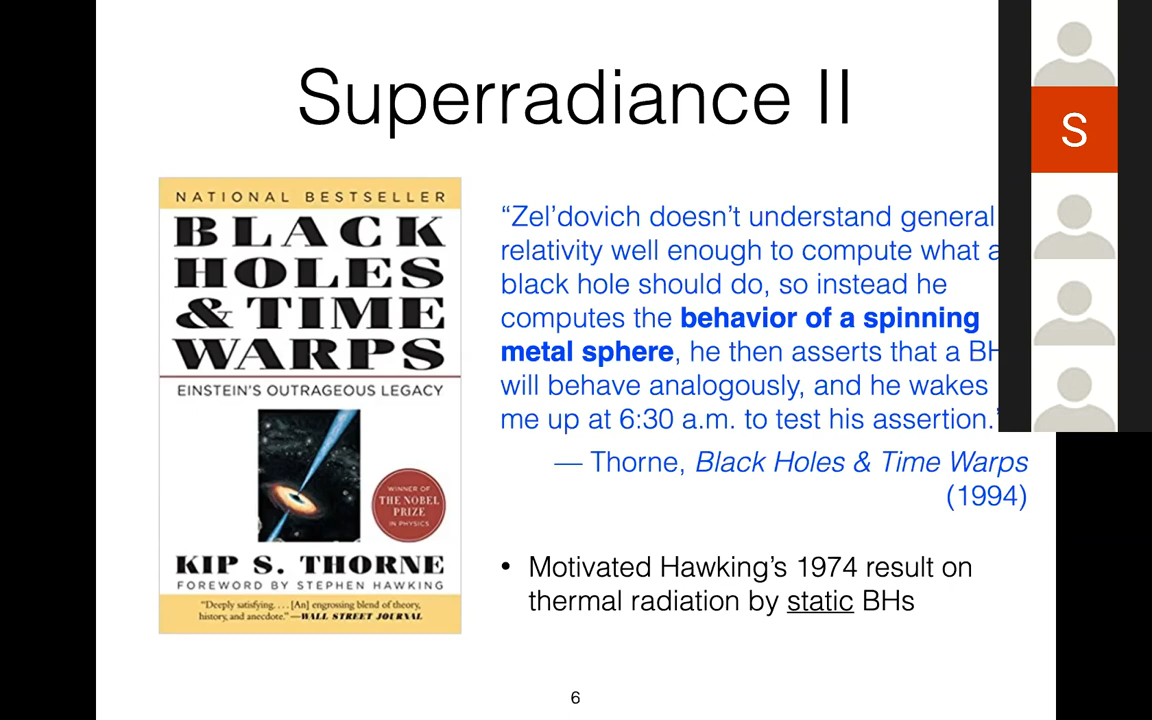 Superradiance II
NATIONAL BESTSELLER
BLACK
HOLES
& TIME
WARPS
EINSTEIN'S OUTRAGEOUS LEGACY
WINNER OF
THE NOBEL
PRIZE
IN PHYSICS
KIP S. THORNE
FOREWORD BY STEPHEN HAWKING
“Deeply satisfying. . . . [An] engrossing blend of theory,
history, and anecdote.” —WALL STREET JOURNAL
“Zel’dovich doesn’t understand general
relativity well enough to compute what a
black hole should do, so instead he
computes the behavior of a spinning
metal sphere, he then asserts that a BH
will behave analogously, and he wakes
me up at 6:30 a.m. to test his assertion.”
— Thorne, Black Holes & Time Warps
(1994)
• Motivated Hawking’s 1974 result on
thermal radiation by static BHs
6
S